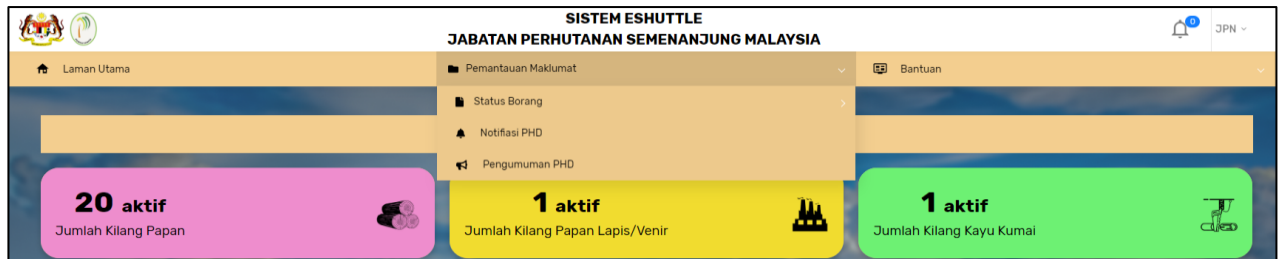 SISTEM ESHUTTLE
JABATAN PERHUTANAN SEMENANJUNG MALAYSIA
0
JPN
Laman Utama
Pemantauan Maklumat
Bantuan
Status Borang
Notifiasi PHD
Pengumuman PHD
20 aktif
Jumlah Kilang Papan
1 aktif
Jumlah Kilang Papan Lapis/Venir
1 aktif
Jumlah Kilang Kayu Kumai